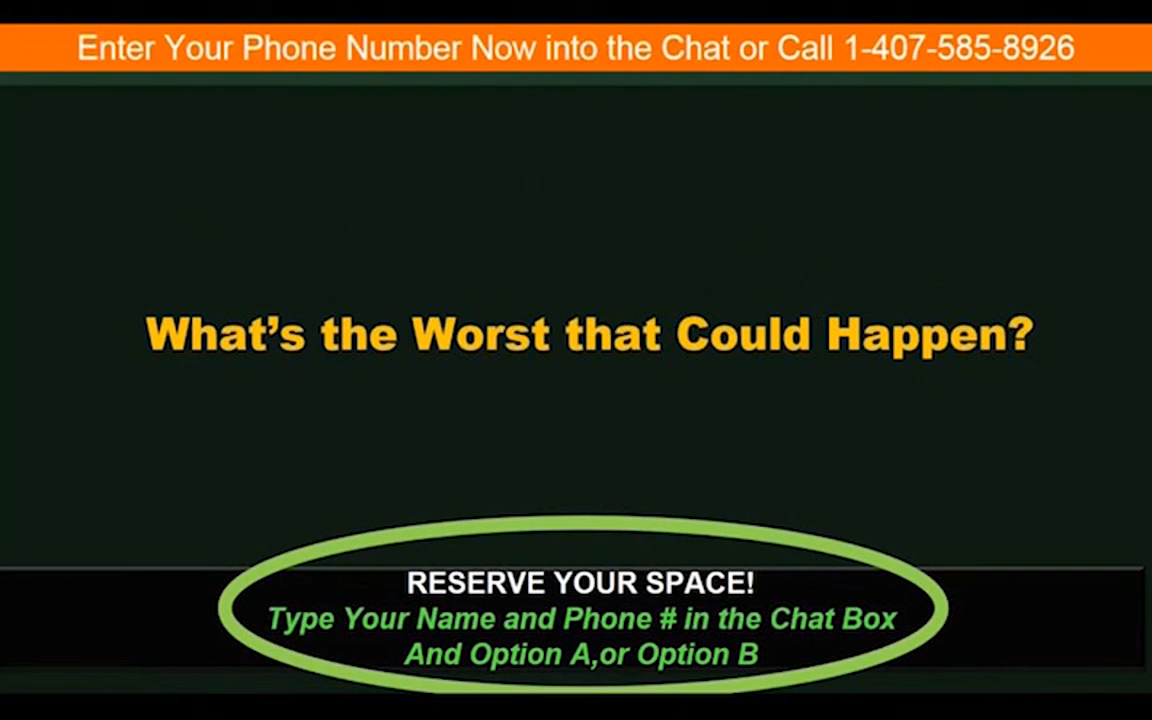 Enter Your Phone Number Now into the Chat or Call 1-407-585-8926
What's the Worst that Could Happen?
RESERVE YOUR SPACE!
Type Your Name and Phone # in the Chat Box
And Option A,or Option B